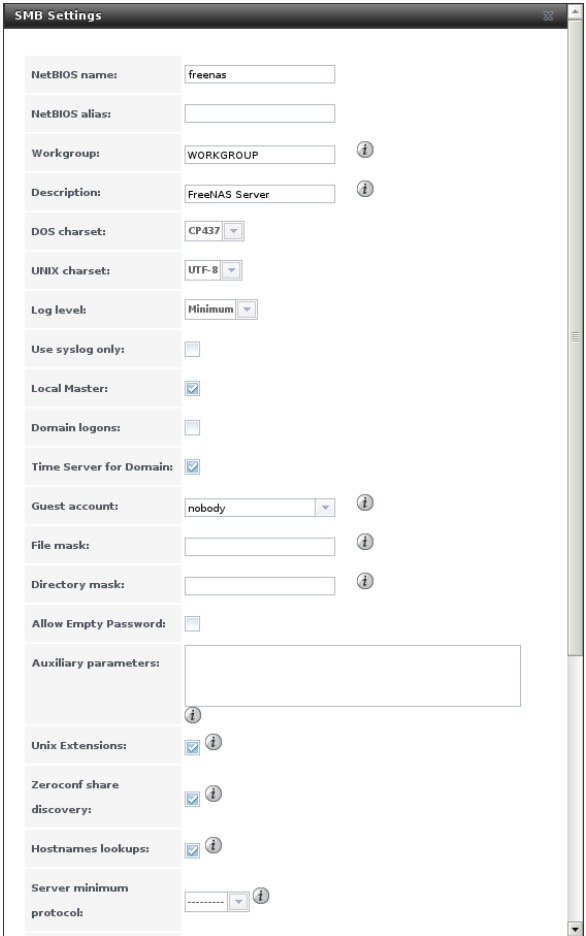 SMB Settings
NetBIOS name: freenas
NetBIOS alias:
Workgroup: WORKGROUP
Description: FreeNAS Server
DOS charset: CP437
UNIX charset: UTF-8
Log level: Minimum
Use syslog only:
Local Master:
Domain logons:
Time Server for Domain:
Guest account: nobody
File mask:
Directory mask:
Allow Empty Password:
Auxiliary parameters:
Unix Extensions:
Zeroconf share
discovery:
Hostnames lookups:
Server minimum
protocol: ---------